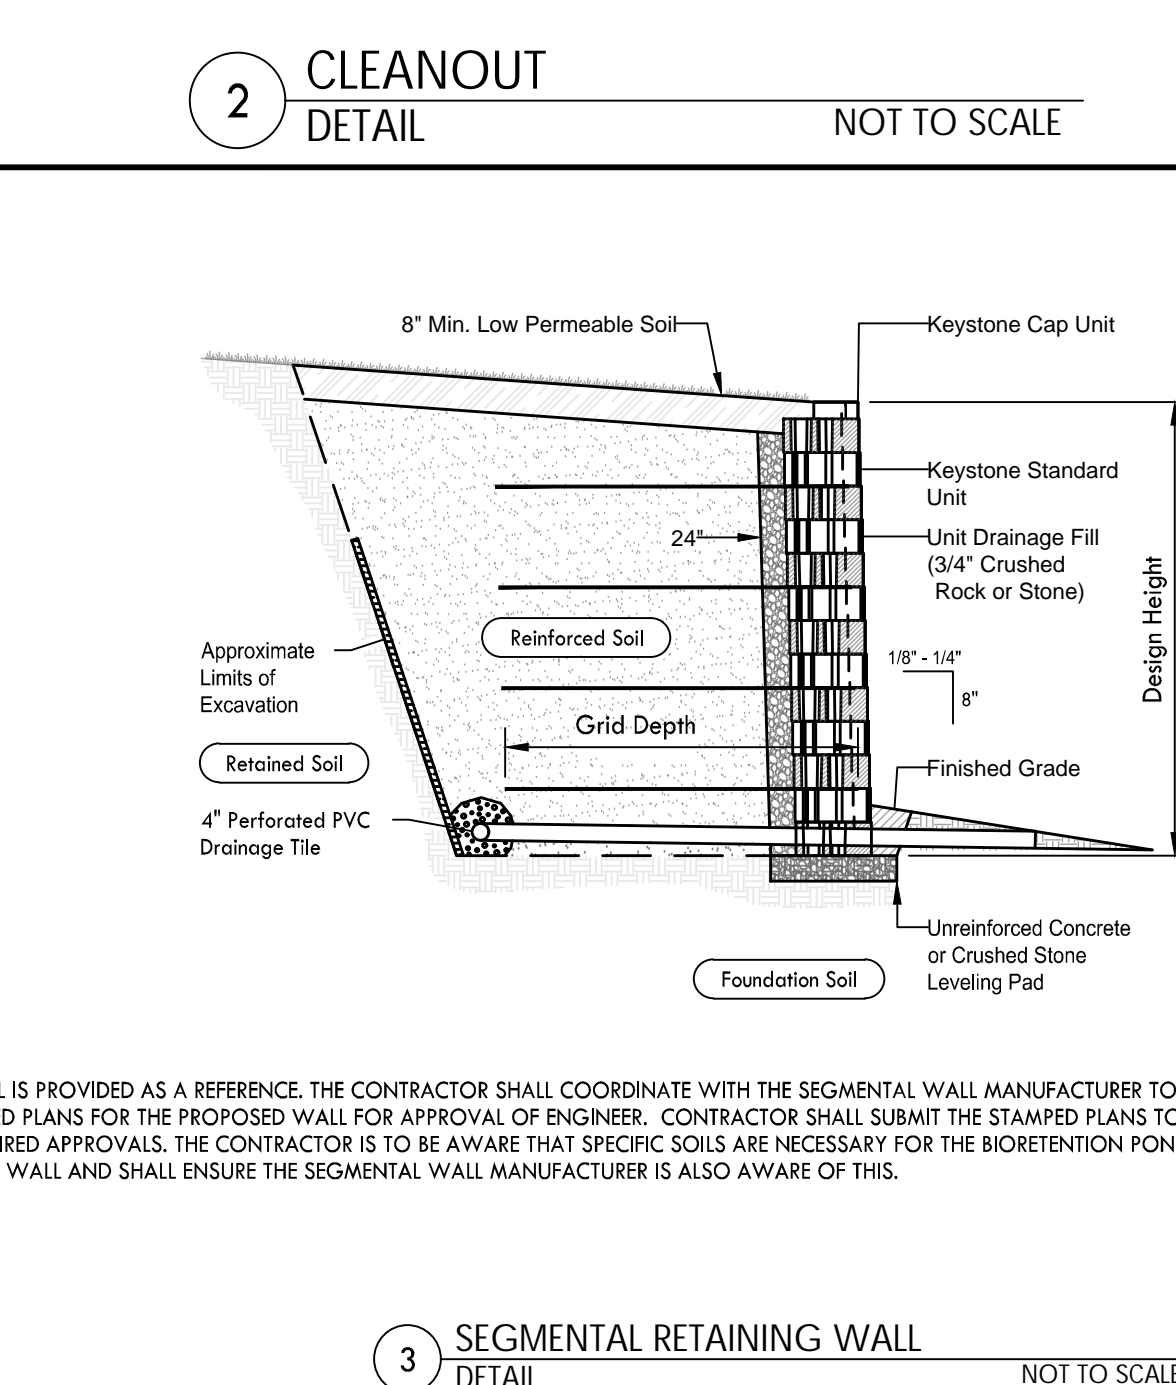 2
CLEANOUT
DETAIL
NOT TO SCALE
8" Min. Low Permeable Soil
Keystone Cap Unit
Keystone Standard
Unit
24"
Unit Drainage Fill
(3/4" Crushed
Rock or Stone)
Design Height
Reinforced Soil
Approximate
Limits of
Excavation
1/8" - 1/4"
8"
Grid Depth
Retained Soil
Finished Grade
4" Perforated PVC
Drainage Tile
Unreinforced Concrete
or Crushed Stone
Leveling Pad
Foundation Soil
IS PROVIDED AS A REFERENCE. THE CONTRACTOR SHALL COORDINATE WITH THE SEGMENTAL WALL MANUFACTURER TO
PLANS FOR THE PROPOSED WALL FOR APPROVAL OF ENGINEER. CONTRACTOR SHALL SUBMIT THE STAMPED PLANS TO
APPROVALS. THE CONTRACTOR IS TO BE AWARE THAT SPECIFIC SOILS ARE NECESSARY FOR THE BIORETENTION
WALL AND SHALL ENSURE THE SEGMENTAL WALL MANUFACTURER IS ALSO AWARE OF THIS.
3
SEGMENTAL RETAINING WALL
DETAIL
NOT TO SCALE